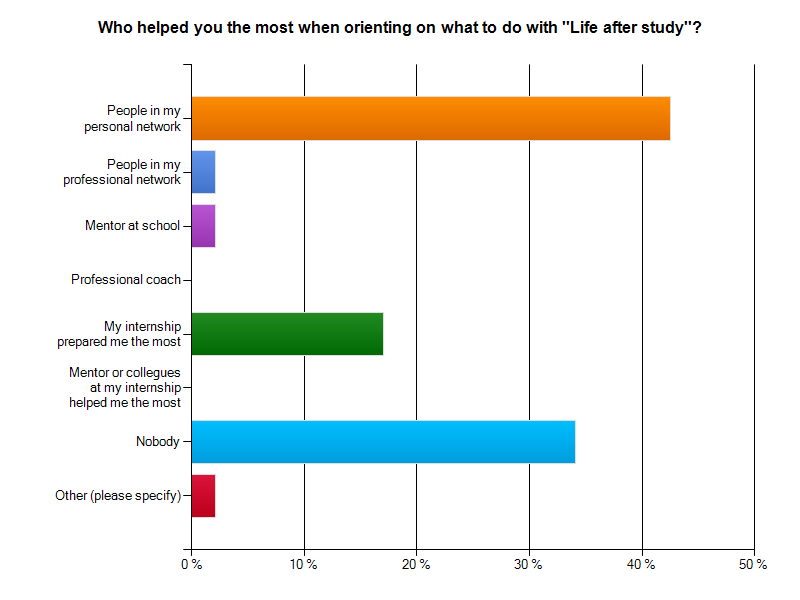 Who helped you the most when orienting on what to do with "Life after study"?
People in my
personal network
People in my
professional network
Mentor at school
Professional coach
My internship
prepared me the most
Mentor or collegues
at my internship
helped me the most
Nobody
Other (please specify)
0 %
10 %
20 %
30 %
40 %
50 %